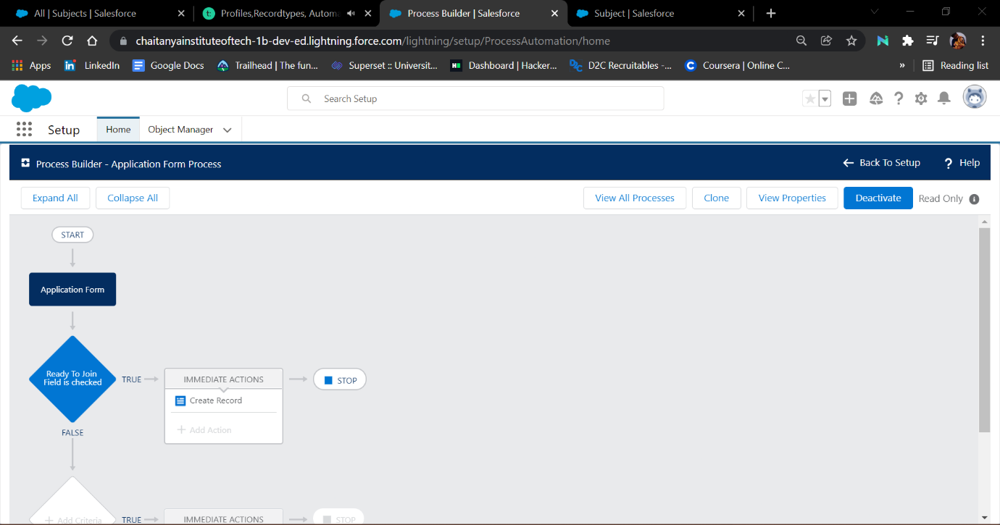 All | Subjects | Salesforce
Profiles,Recordtypes, Automa
Process Builder | Salesforce
Subject | Salesforce
chaitanyainstituteoftech-1b-dev-ed.lightning.force.com/lightning/setup/ProcessAutomation/home
Apps
LinkedIn
Google Docs
Trailhead | The fun...
Superset :: Universit...
Dashboard | Hacker...
D2C Recruitables -...
Coursera | Online C...
»
Reading list
Search Setup
Setup
Home
Object Manager
Process Builder - Application Form Process
Back To Setup
? Help
Expand All
Collapse All
View All Processes
Clone
View Properties
Deactivate
Read Only
START
Application Form
Ready To Join
Field is checked
TRUE
IMMEDIATE ACTIONS
STOP
Create Record
+ Add Action
FALSE
+ Add Criteria
TRUE
IMMEDIATE ACTIONS
STOP